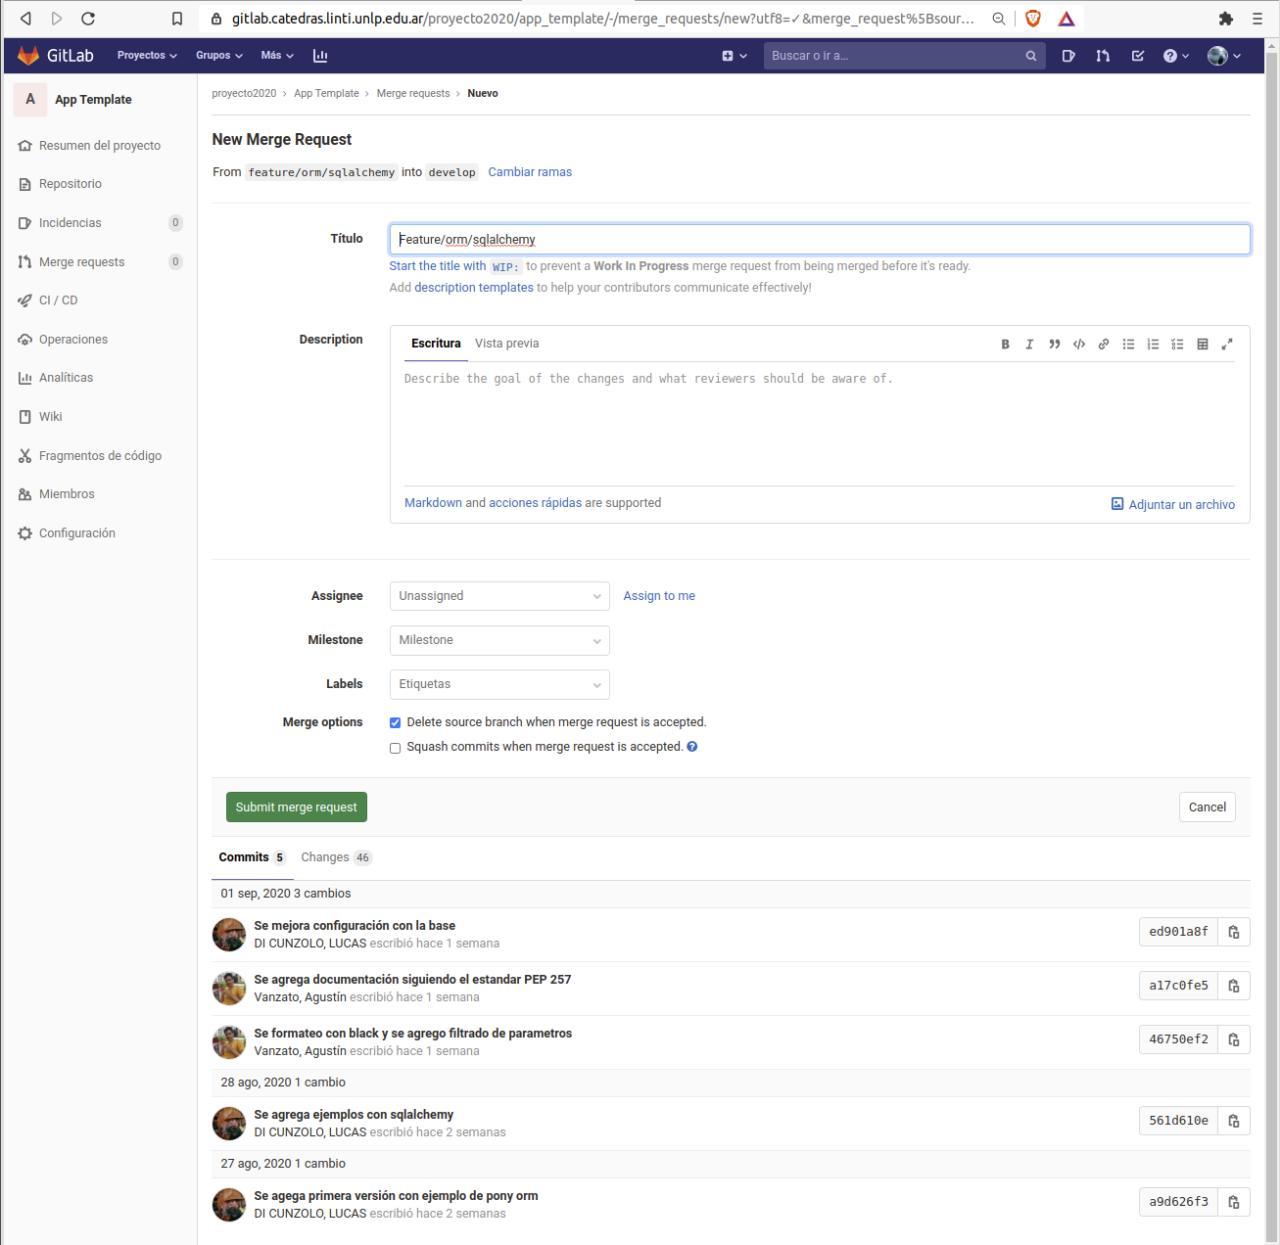 gitlab.catedras.linti.unlp.edu.ar/proyecto2020/app_template/-/merge_requests/new?utf8=✓&merge_request%5Bsour…
GitLab Proyectos Grupos Más Buscar o ir a…
A App Template
Resumen del proyecto
Repositorio
Incidencias 0
Merge requests 0
CI / CD
Operaciones
Analíticas
Wiki
Fragmentos de código
Miembros
Configuración
proyecto2020 › App Template › Merge requests › Nuevo
New Merge Request
From feature/orm/sqlalchemy into develop Cambiar ramas
Título Feature/orm/sqlalchemy
Start the title with WIP: to prevent a Work In Progress merge request from being merged before it's ready.
Add description templates to help your contributors communicate effectively!
Description Escritura Vista previa
Describe the goal of the changes and what reviewers should be aware of.
Markdown and acciones rápidas are supported Adjuntar un archivo
Assignee Unassigned Assign to me
Milestone Milestone
Labels Etiquetas
Merge options Delete source branch when merge request is accepted.
Squash commits when merge request is accepted.
Submit merge request Cancel
Commits 5 Changes 46
01 sep, 2020 3 cambios
Se mejora configuración con la base
DI CUNZOLO, LUCAS escribió hace 1 semana
ed901a8f
Se agrega documentación siguiendo el estandar PEP 257
Vanzato, Agustín escribió hace 1 semana
a17c0fe5
Se formateo con black y se agrego filtrado de parametros
Vanzato, Agustín escribió hace 1 semana
46750ef2
28 ago, 2020 1 cambio
Se agrega ejemplos con sqlalchemy
DI CUNZOLO, LUCAS escribió hace 2 semanas
561d610e
27 ago, 2020 1 cambio
Se agega primera versión con ejemplo de pony orm
DI CUNZOLO, LUCAS escribió hace 2 semanas
a9d626f3